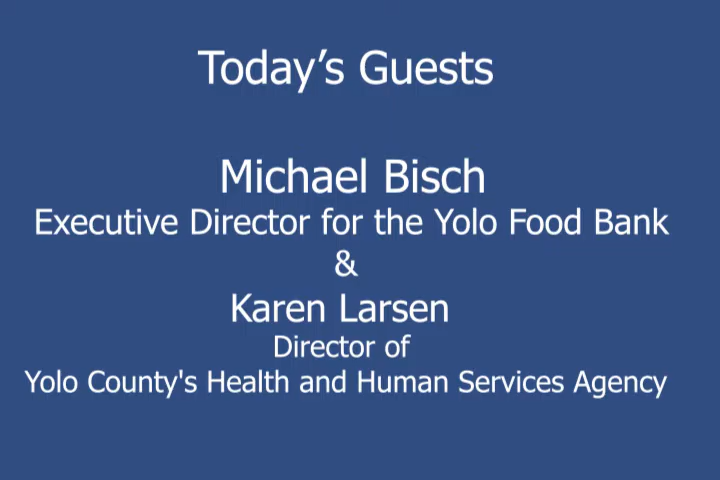 Today’s Guests
Michael Bisch
Executive Director for the Yolo Food Bank
&
Karen Larsen
Director of
Yolo County's Health and Human Services Agency